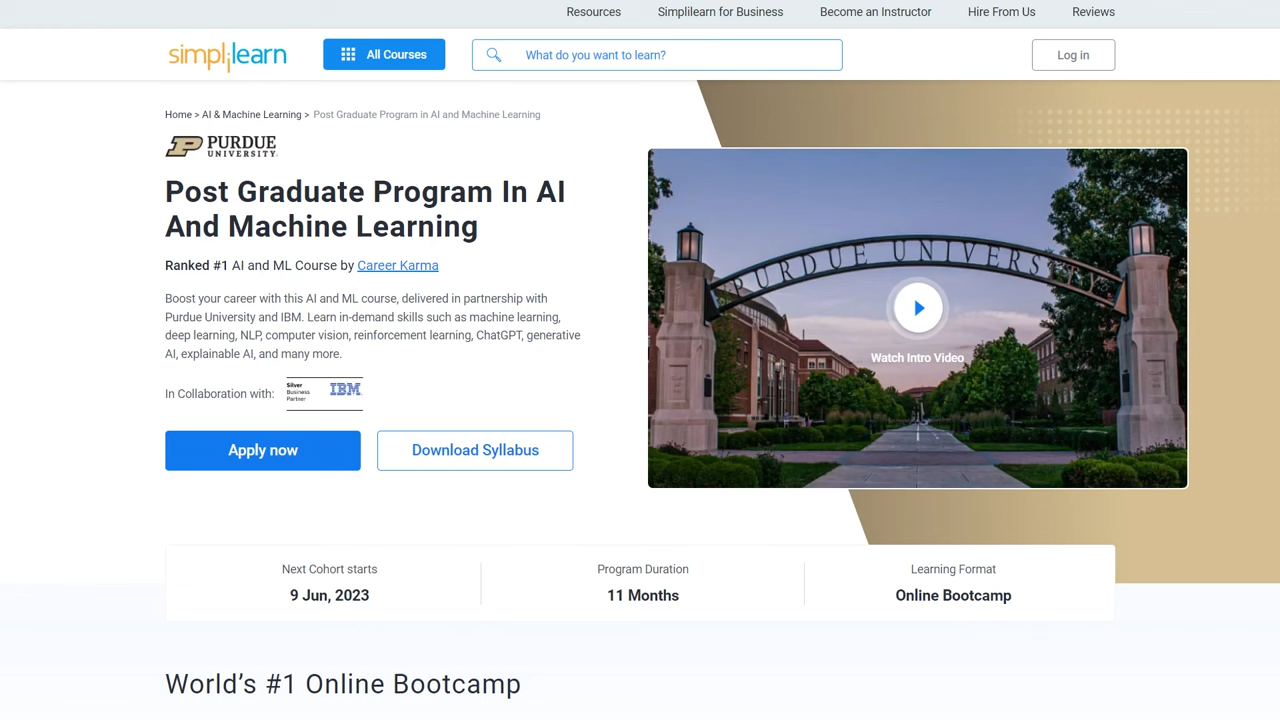 Resources Simplilearn for Business Become an Instructor Hire From Us Reviews
simplilearn All Courses What do you want to learn? Log in
Home > AI & Machine Learning > Post Graduate Program in AI and Machine Learning
PURDUE
UNIVERSITY.
Post Graduate Program In AI
And Machine Learning
Ranked #1 AI and ML Course by Career Karma
Boost your career with this AI and ML course, delivered in partnership with
Purdue University and IBM. Learn in-demand skills such as machine learning,
deep learning, NLP, computer vision, reinforcement learning, ChatGPT, generative
AI, explainable AI, and many more.
In Collaboration with: Silver
Business
Partner
IBM
Apply now Download Syllabus
PURDUE UNIVERSITY
Watch Intro Video
Next Cohort starts Program Duration Learning Format
9 Jun, 2023 11 Months Online Bootcamp
World's #1 Online Bootcamp